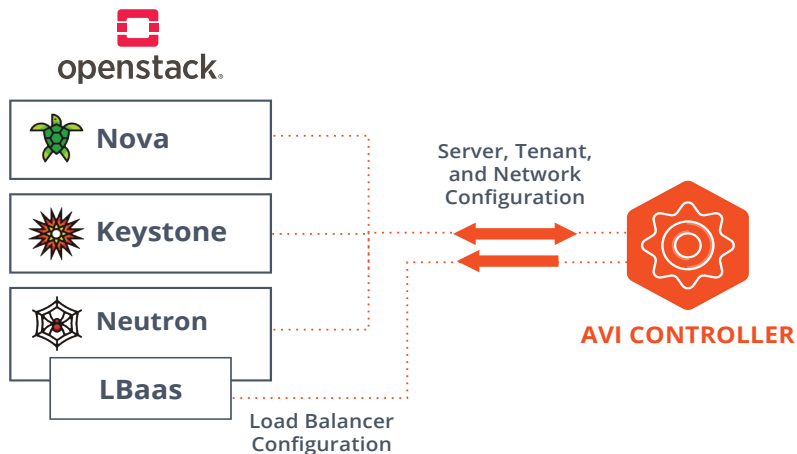 openstack.
Nova
Keystone
Neutron
LBaas
Server, Tenant,
and Network
Configuration
AVI CONTROLLER
Load Balancer
Configuration